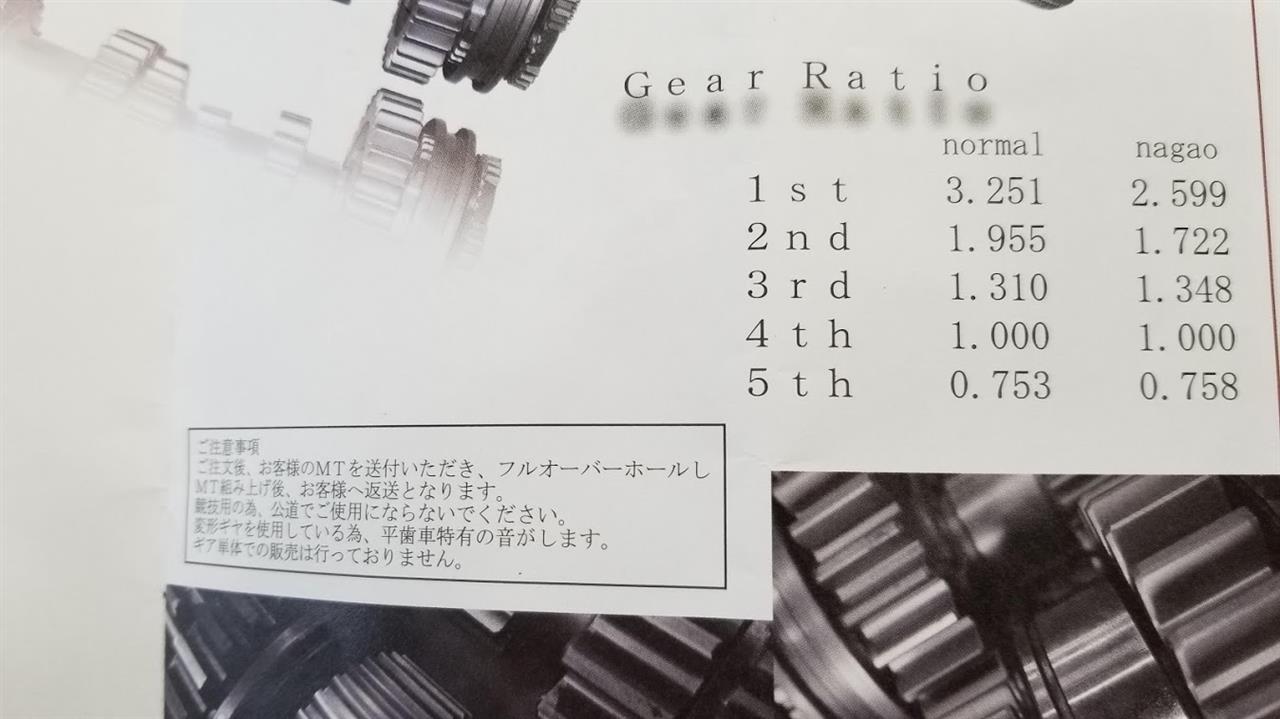 Gear Ratio
normal nagao
1st 3.251 2.599
2nd 1.955 1.722
3rd 1.310 1.348
4th 1.000 1.000
5th 0.753 0.758
ご注意事項
ご注文後、お客様のMTを送付いただき、フルオーバーホールし
MT組み上げ後、お客様へ返送となります。
競技用の為、公道でご使用にならないでください。
変形ギヤを使用している為、平歯車特有の音がします。
ギア単体での販売は行っておりません。